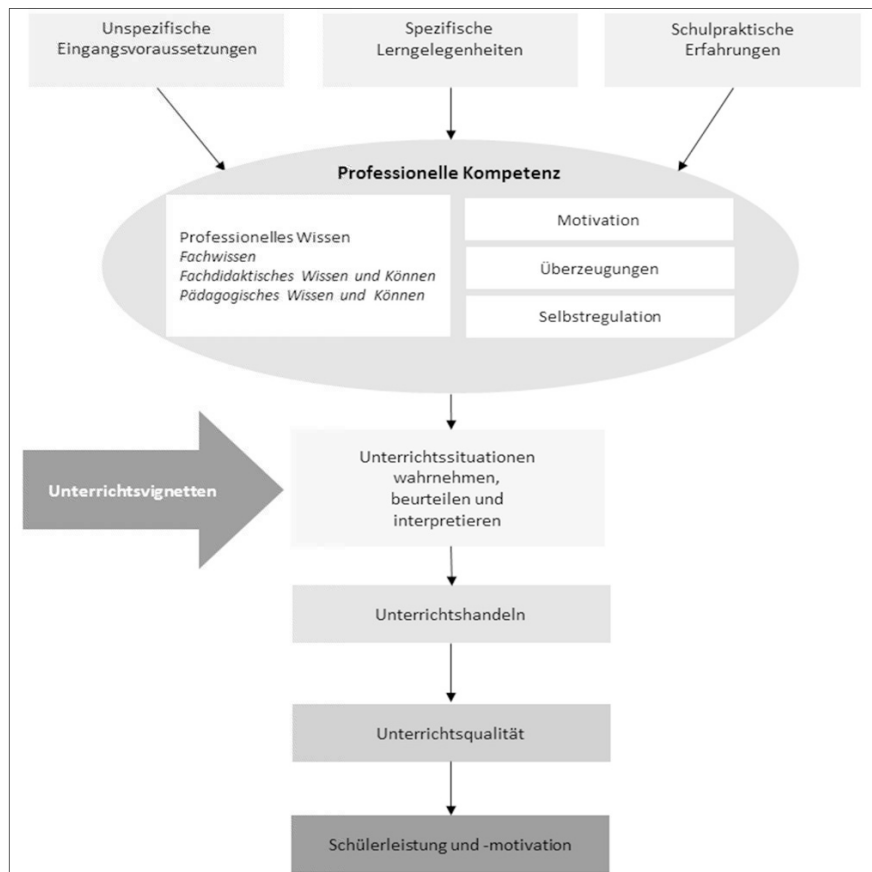 Unspezifische
Eingangsvoraussetzungen
Spezifische
Lerngelegenheiten
Schulpraktische
Erfahrungen
Professionelle Kompetenz
Professionelles Wissen
Fachwissen
Fachdidaktisches Wissen und Können
Pädagogisches Wissen und Können
Motivation
Überzeugungen
Selbstregulation
Unterrichtsvignetten
Unterrichtssituationen
wahrnehmen,
beurteilen und
interpretieren
Unterrichtshandeln
Unterrichtsqualität
Schülerleistung und -motivation